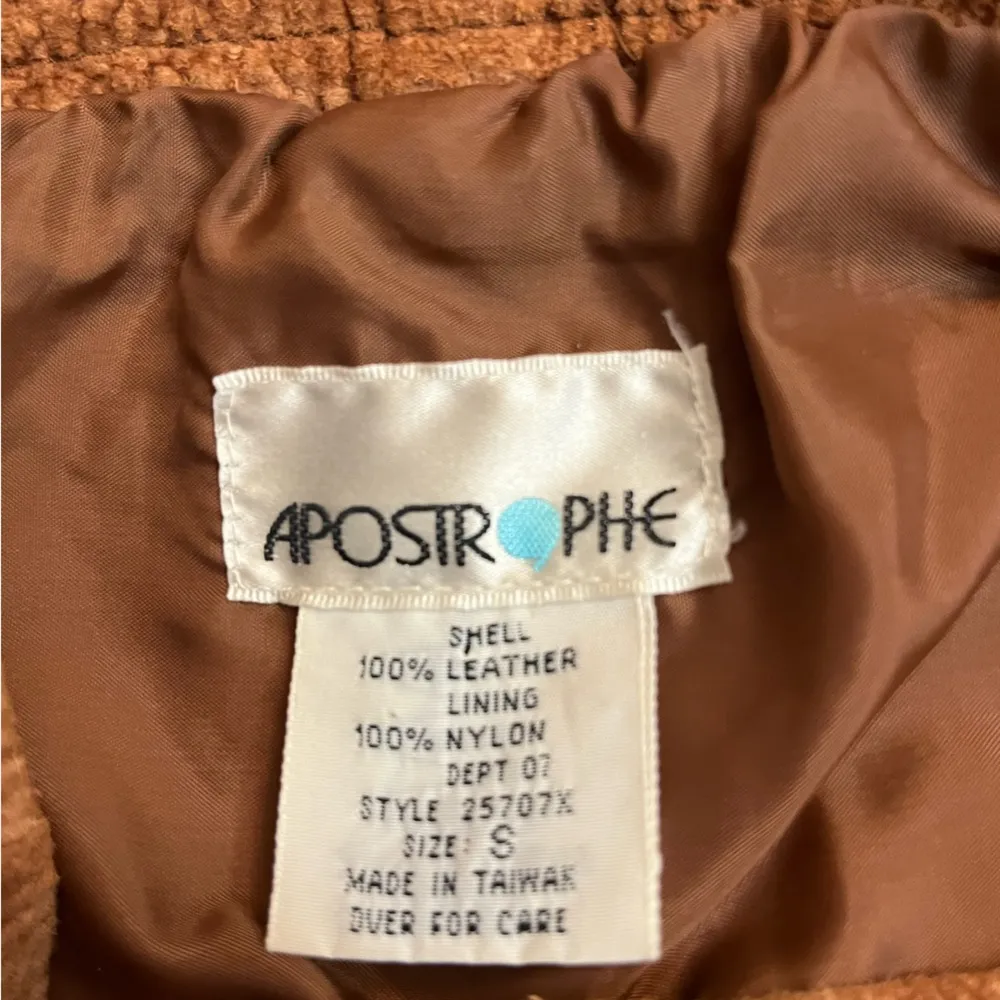 APOSTROPHE
SHELL
100% LEATHER
LINING
100% NYLON
DEPT 07
STYLE 25707X
SIZE: S
MADE IN TAIWAN
OVER FOR CARE